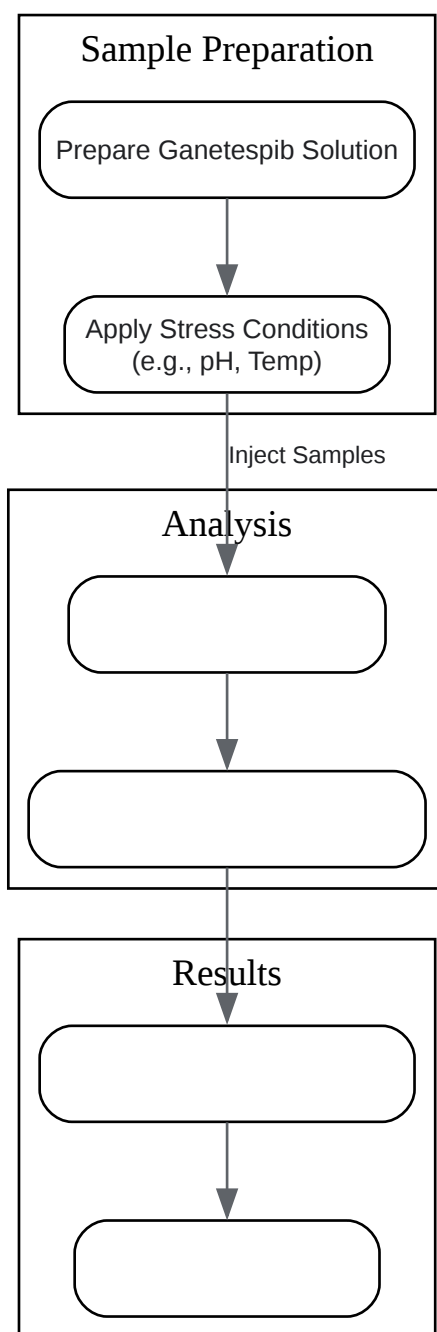 Sample Preparation
Prepare Ganetespib Solution
Apply Stress Conditions
(e.g., pH, Temp)
Inject Samples
Analysis
Results